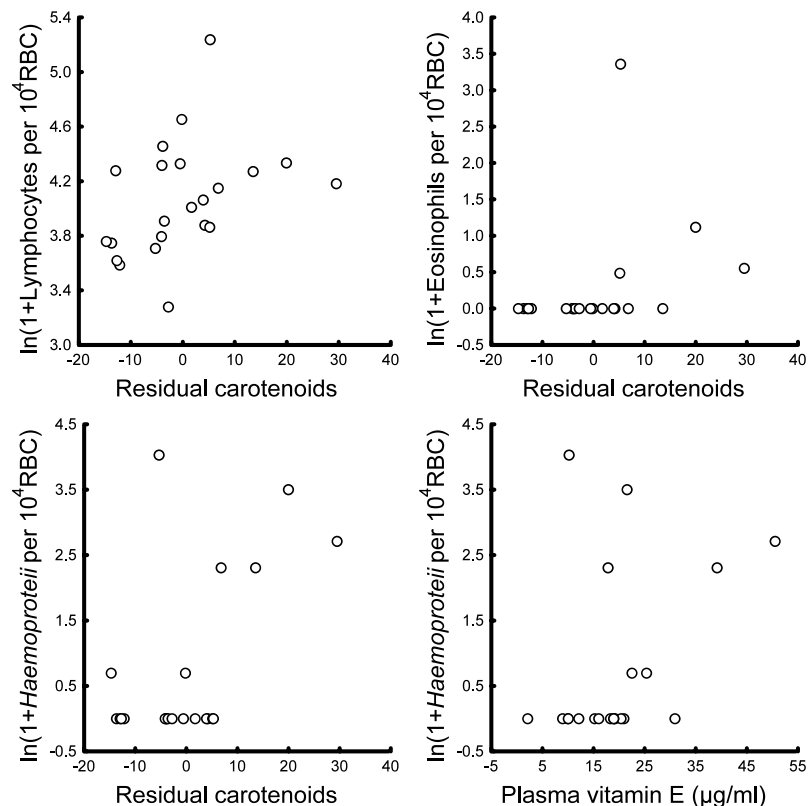 ln(1+Lymphocytes per 10⁴RBC)
5.4
5.0
4.6
4.2
3.8
3.4
3.0
-20 -10 0 10 20 30 40
Residual carotenoids
ln(1+Eosinophils per 10⁴RBC)
4.0
3.5
3.0
2.5
2.0
1.5
1.0
0.5
0.0
-0.5
-20 -10 0 10 20 30 40
Residual carotenoids
ln(1+Haemoproteii per 10⁴RBC)
4.5
3.5
2.5
1.5
0.5
-0.5
-20 -10 0 10 20 30 40
Residual carotenoids
ln(1+Haemoproteii per 10⁴RBC)
4.5
3.5
2.5
1.5
0.5
-0.5
-5 5 15 25 35 45 55
Plasma vitamin E (µg/ml)